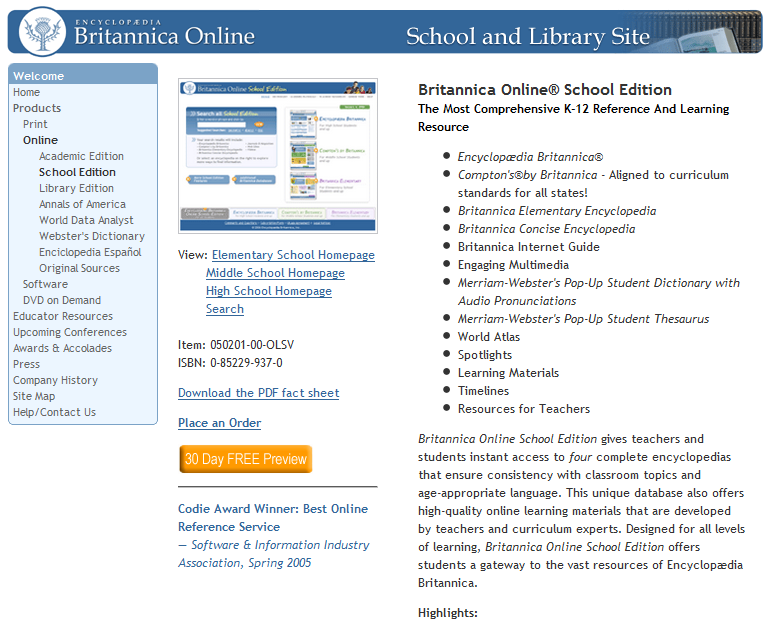 ENCYCLOPÆDIA
Britannica Online
School and Library Site
Welcome
Home
Products
Print
Online
Academic Edition
School Edition
Library Edition
Annals of America
World Data Analyst
Webster's Dictionary
Enciclopedia Español
Original Sources
Software
DVD on Demand
Educator Resources
Upcoming Conferences
Awards & Accolades
Press
Company History
Site Map
Help/Contact Us
Britannica Online School Edition
Search all School Edition
View: Elementary School Homepage
Middle School Homepage
High School Homepage
Search
Item: 050201-00-OLSV
ISBN: 0-85229-937-0
Download the PDF fact sheet
Place an Order
30 Day FREE Preview
Codie Award Winner: Best Online
Reference Service
— Software & Information Industry
Association, Spring 2005
Britannica Online® School Edition
The Most Comprehensive K-12 Reference And Learning
Resource
Encyclopædia Britannica®
Compton's®by Britannica - Aligned to curriculum
standards for all states!
Britannica Elementary Encyclopedia
Britannica Concise Encyclopedia
Britannica Internet Guide
Engaging Multimedia
Merriam-Webster's Pop-Up Student Dictionary with
Audio Pronunciations
Merriam-Webster's Pop-Up Student Thesaurus
World Atlas
Spotlights
Learning Materials
Timelines
Resources for Teachers
Britannica Online School Edition gives teachers and
students instant access to four complete encyclopedias
that ensure consistency with classroom topics and
age-appropriate language. This unique database also offers
high-quality online learning materials that are developed
by teachers and curriculum experts. Designed for all levels
of learning, Britannica Online School Edition offers
students a gateway to the vast resources of Encyclopædia
Britannica.
Highlights: